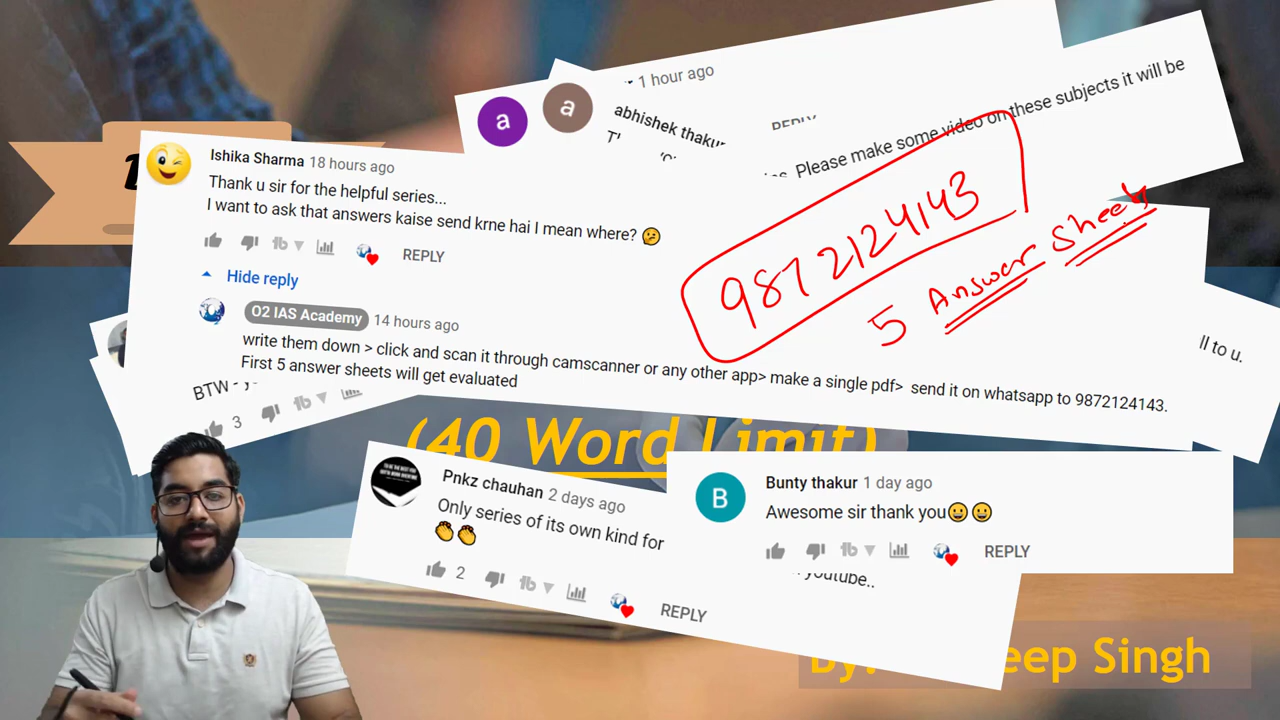 1 hour ago
a
a
abhishek thakur
REPLY
Please make some video on these subjects it will be
Ishika Sharma 18 hours ago
Thank u sir for the helpful series...
I want to ask that answers kaise send krne hai I mean where?
REPLY
Hide reply
O2 IAS Academy 14 hours ago
write them down > click and scan it through camscanner or any other app> make a single pdf> send it on whatsapp to 9872124143.
First 5 answer sheets will get evaluated
9872124143
5 Answer Sheets
ll to u.
BTW -
3
(40 Word Limit)
Pnkz chauhan 2 days ago
Only series of its own kind for
2
REPLY
B
Bunty thakur 1 day ago
Awesome sir thank you
REPLY
youtube..
By:
eep Singh